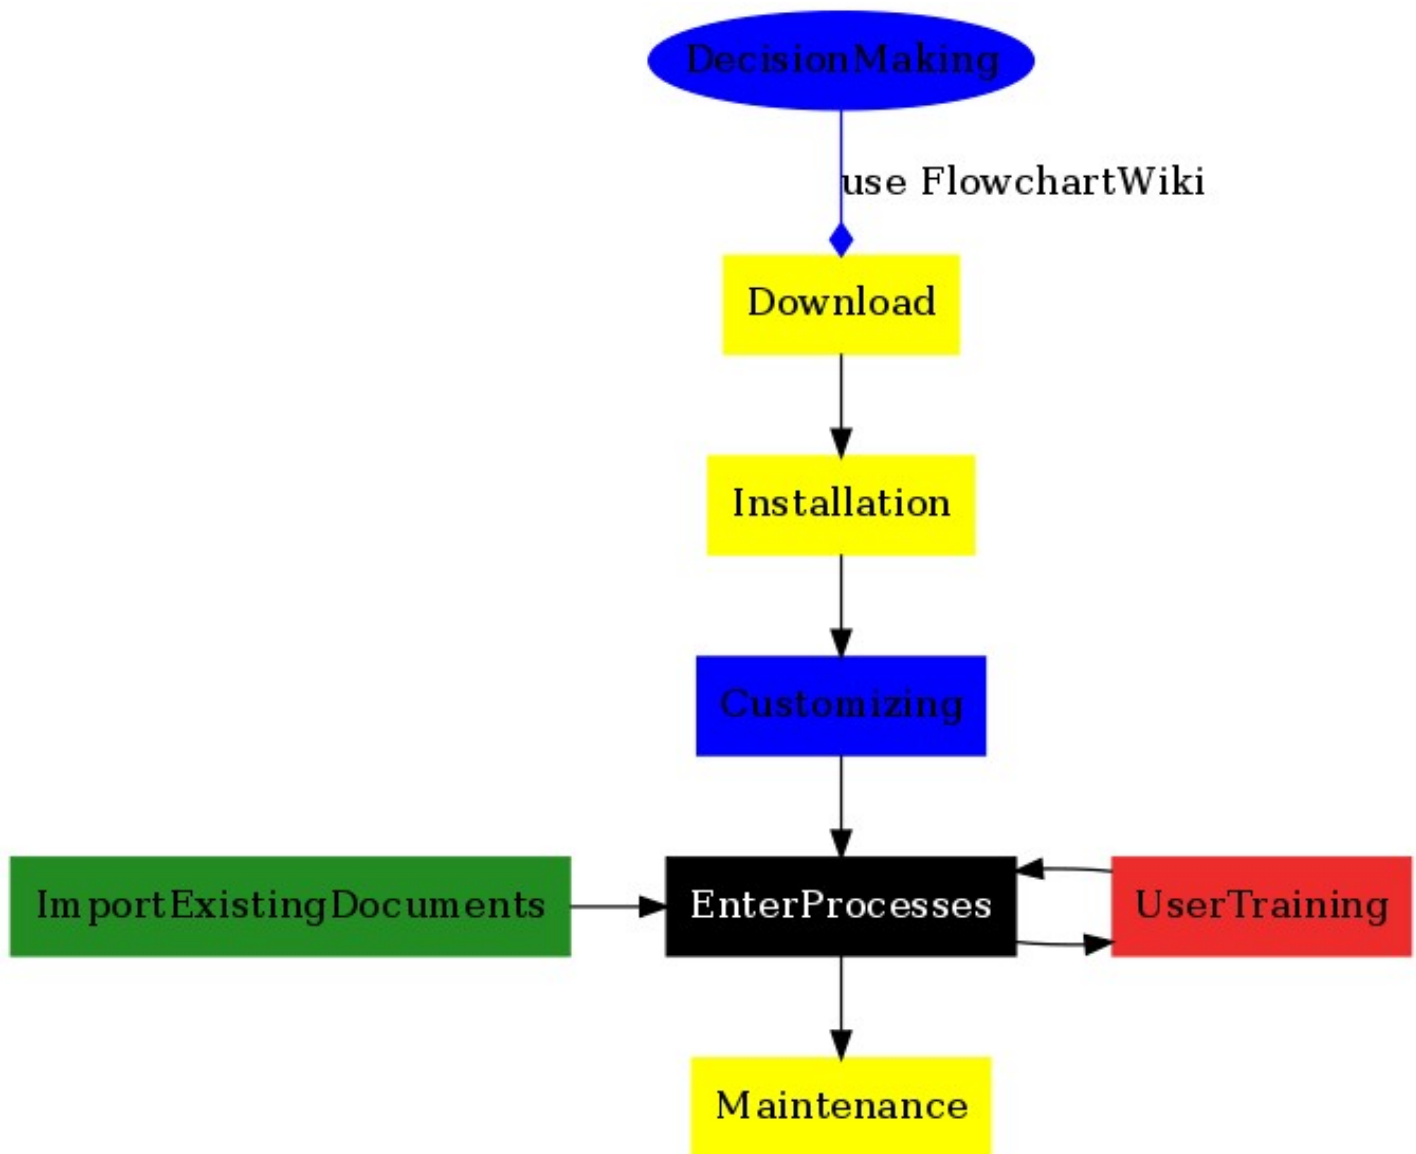 DecisionMaking
use FlowchartWiki
Download
Installation
Customizing
ImportExistingDocuments
EnterProcesses
UserTraining
Maintenance